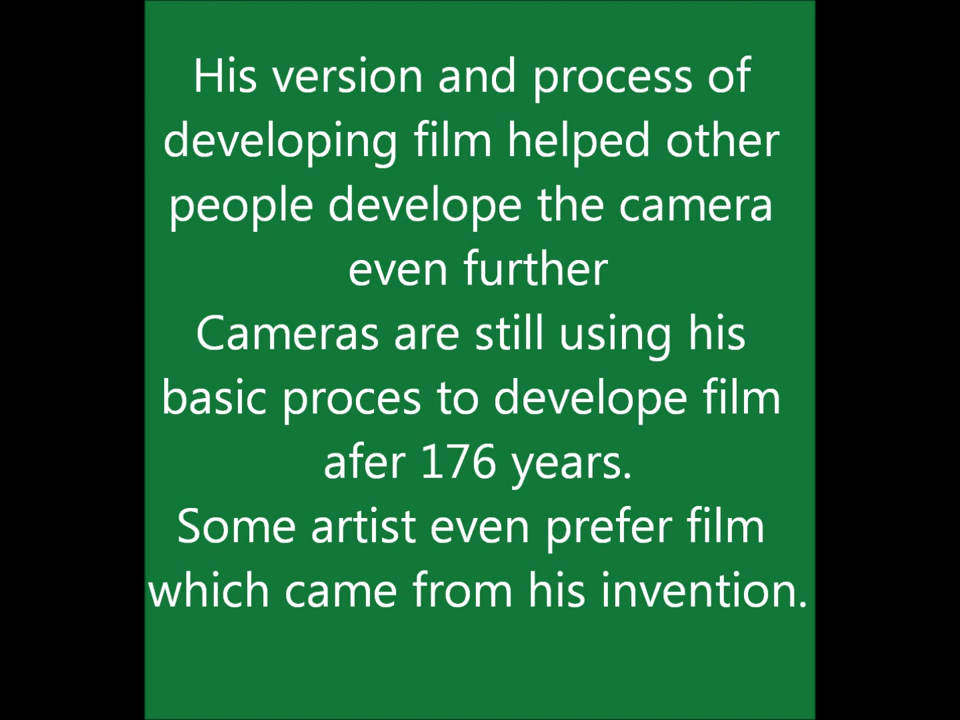 His version and process of
developing film helped other
people develope the camera
even further
Cameras are still using his
basic proces to develope film
afer 176 years.
Some artist even prefer film
which came from his invention.